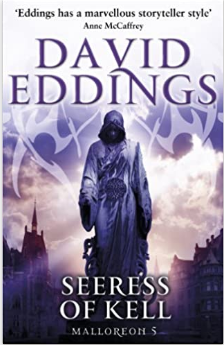 ‘Eddings has a marvellous storyteller style’
Anne McCaffrey
DAVID
EDDINGS
SEERESS
OF KELL
MALLOREON 5